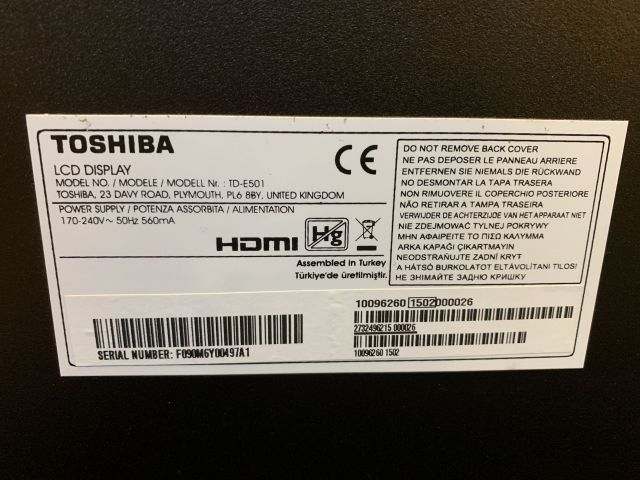 TOSHIBA
LCD DISPLAY
MODEL NO. / MODELE / MODELL Nr. : TD-E501
TOSHIBA, 23 DAVY ROAD, PLYMOUTH, PL6 8BY, UNITED KINGDOM
POWER SUPPLY / POTENZA ASSORBITA / ALIMENTATION
170-240V~ 50Hz 560mA
CE
HDMI
Hg
Assembled in Turkey
Türkiye'de üretilmiştir.
DO NOT REMOVE BACK COVER
NE PAS DEPOSER LE PANNEAU ARRIERE
ENTFERNEN SIE NIEMALS DIE RÜCKWAND
NO DESMONTAR LA TAPA TRASERA
NON RIMUOVERE IL COPERCHIO POSTERIORE
NÃO RETIRAR A TAMPA TRASEIRA
VERWIJDER DE ACHTERZIJDE VAN HET APPARAAT NIET
NIE ZDEJMOWAĆ TYLNEJ POKRYWY
ΜΗΝ ΑΦΑΙΡΕΙΤΕ ΤΟ ΠΙΣΩ ΚΑΛΥΜΜΑ
ARKA KAPAĞI ÇIKARTMAYIN
NEODSTRAŇUJTE ZADNÍ KRYT
A HÁTSÓ BURKOLATOT ELTÁVOLÍTANI TILOS!
НЕ СНИМАЙТЕ ЗАДНЮЮ КРИШКУ
SERIAL NUMBER: F090M6Y00497A1
10096260 1502 000026
2732496215 000026
10096260 1502